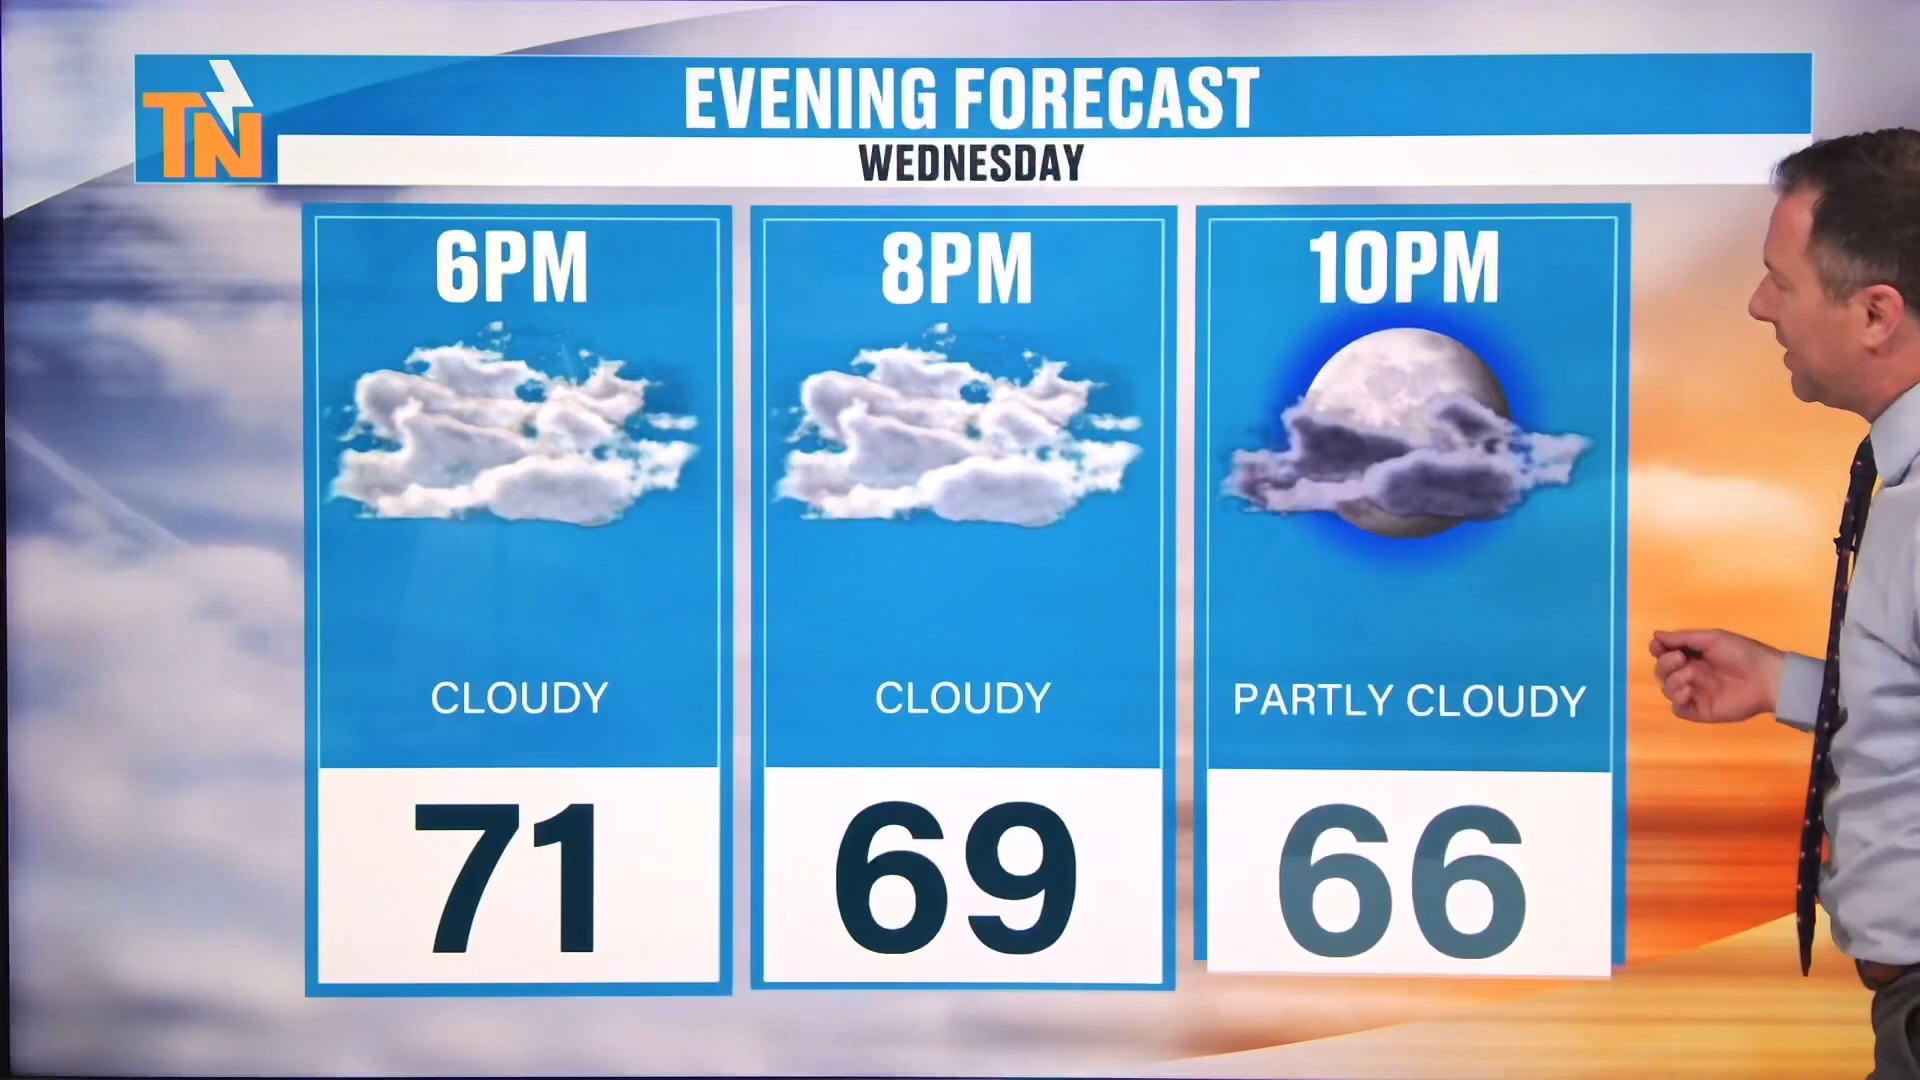 TN
EVENING FORECAST
WEDNESDAY
6PM
8PM
10PM
CLOUDY
CLOUDY
PARTLY CLOUDY
71
69
66